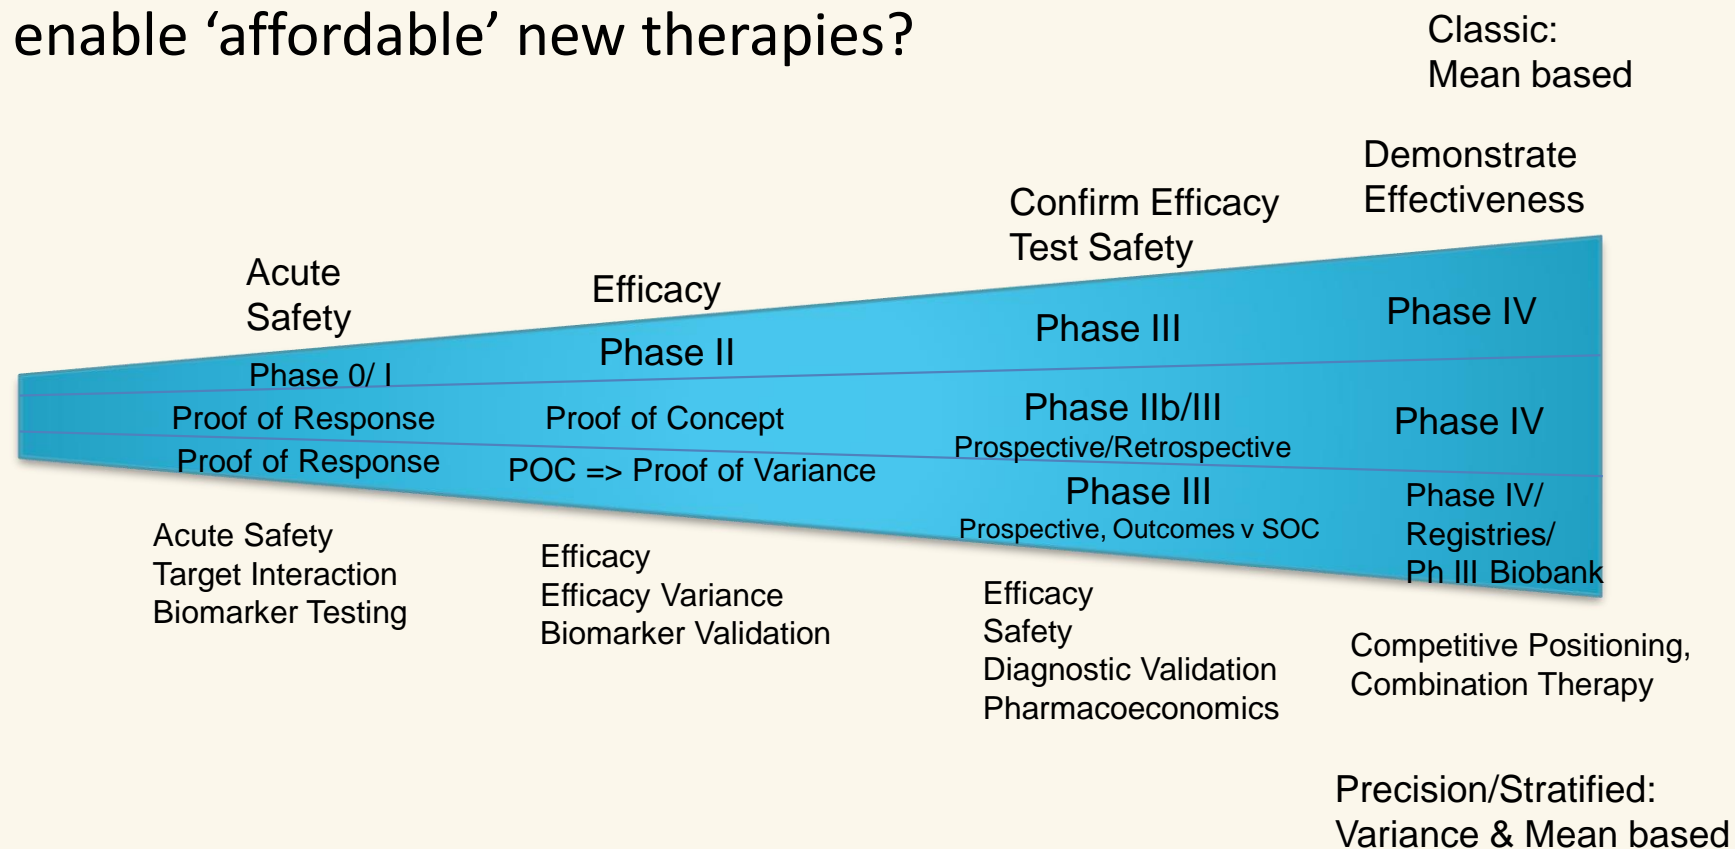 enable ‘affordable’ new therapies?
Classic:
Mean based
Demonstrate
Effectiveness
Confirm Efficacy
Test Safety
Acute
Safety
Efficacy
Phase 0/ I
Phase II
Phase III
Phase IV
Proof of Response
Proof of Concept
Phase IIb/III
Prospective/Retrospective
Phase IV
Proof of Response
POC => Proof of Variance
Phase III
Prospective, Outcomes v SOC
Phase IV/
Registries/
Ph III Biobank
Acute Safety
Target Interaction
Biomarker Testing
Efficacy
Efficacy Variance
Biomarker Validation
Efficacy
Safety
Diagnostic Validation
Pharmacoeconomics
Competitive Positioning,
Combination Therapy
Precision/Stratified:
Variance & Mean based